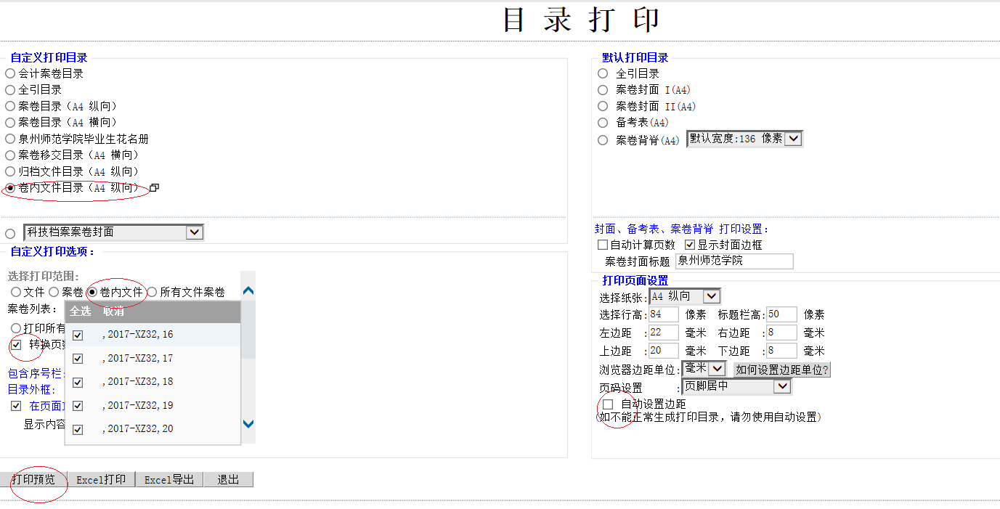 目 录 打 印
自定义打印目录
会计案卷目录
全引目录
案卷目录（A4 纵向）
案卷目录（A4 横向）
泉州师范学院毕业生花名册
案卷移交目录（A4 横向）
归档文件目录（A4 纵向）
卷内文件目录（A4 纵向）
科技档案案卷封面
自定义打印选项：
选择打印范围:
文件 案卷 卷内文件 所有文件案卷
案卷列表:
全选 取消
打印所有
,2017-XZ32,16
转换页数
,2017-XZ32,17
包含序号栏:
,2017-XZ32,18
目录外框:
在页面顶
,2017-XZ32,19
显示内容
,2017-XZ32,20
打印预览 Excel打印 Excel导出 退出
默认打印目录
全引目录
案卷封面 I(A4)
案卷封面 II(A4)
备考表(A4)
案卷背脊(A4) 默认宽度:136 像素
封面、备考表、案卷背脊 打印设置：
自动计算页数 显示封面边框
案卷封面标题 泉州师范学院
打印页面设置
选择纸张: A4 纵向
选择行高: 84 像素 标题栏高: 50 像素
左边距 : 22 毫米 右边距 : 8 毫米
上边距 : 20 毫米 下边距 : 8 毫米
浏览器边距单位: 毫米 如何设置边距单位?
页码设置 : 页脚居中
自动设置边距
(如不能正常生成打印目录，请勿使用自动设置)